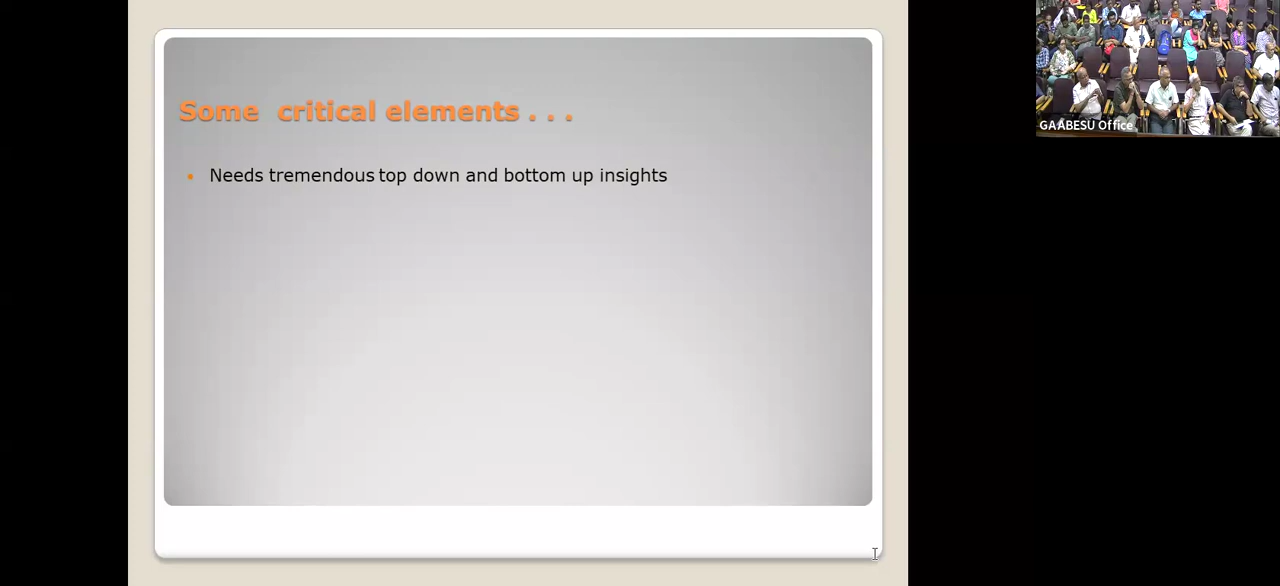 Some critical elements . . .
• Needs tremendous top down and bottom up insights
GAABESU Office